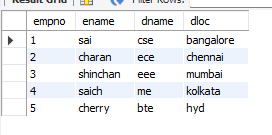 Result Grid Filter Rows:
empno ename dname dloc
1 sai cse bangalore
2 charan ece chennai
3 shinchan eee mumbai
4 saich me kolkata
5 cherry bte hyd